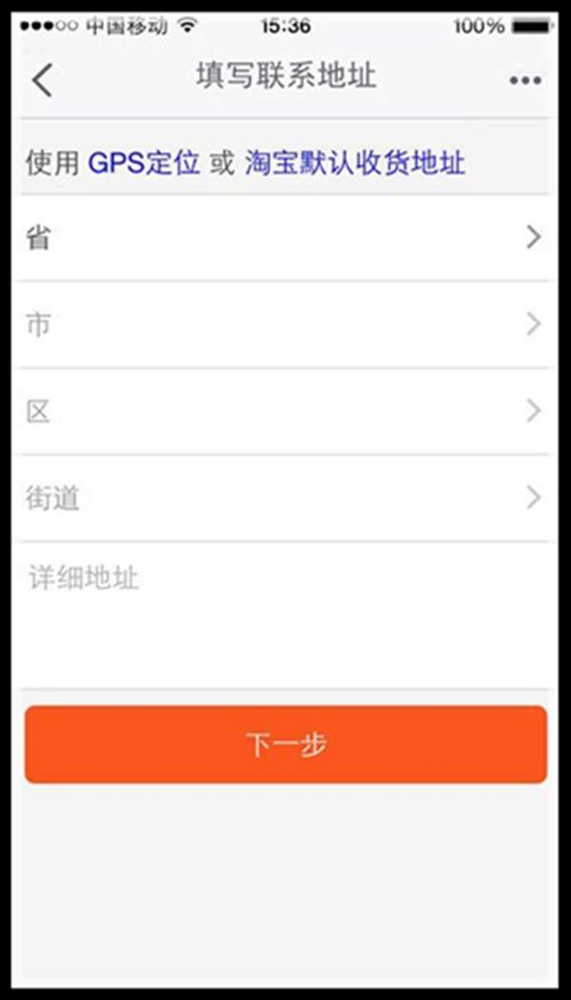 中国移动 15:36 100%
填写联系地址
使用 GPS定位 或 淘宝默认收货地址
省
市
区
街道
详细地址
下一步